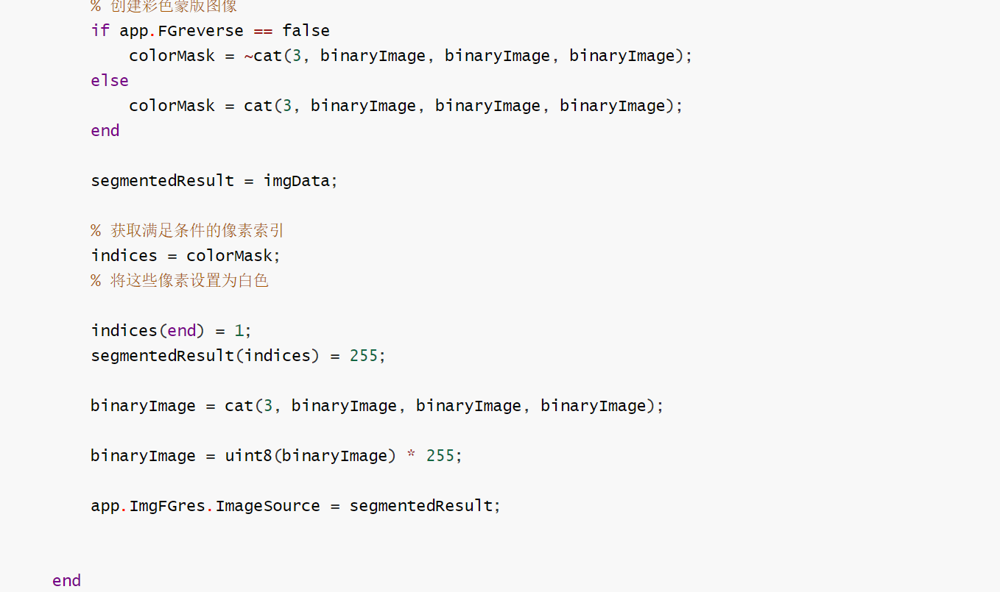 % 创建彩色蒙版图像
if app.FGreverse == false
    colorMask = ~cat(3, binaryImage, binaryImage, binaryImage);
else
    colorMask = cat(3, binaryImage, binaryImage, binaryImage);
end
segmentedResult = imgData;
% 获取满足条件的像素索引
indices = colorMask;
% 将这些像素设置为白色
indices(end) = 1;
segmentedResult(indices) = 255;
binaryImage = cat(3, binaryImage, binaryImage, binaryImage);
binaryImage = uint8(binaryImage) * 255;
app.ImgFGres.ImageSource = segmentedResult;
end